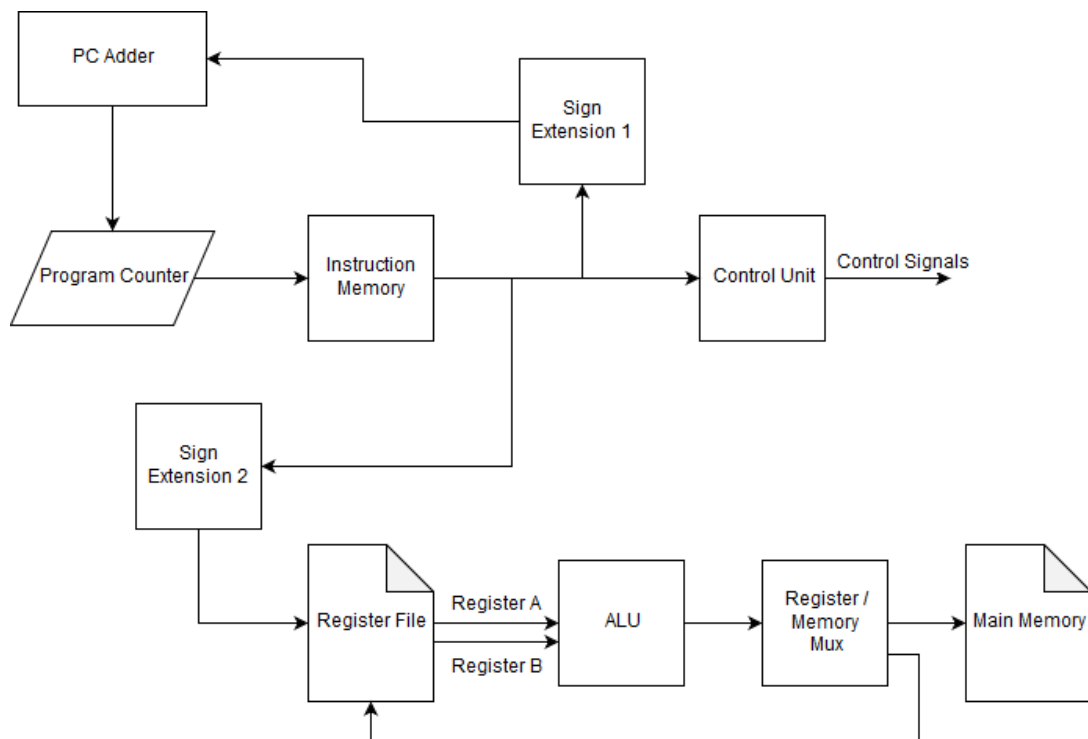 PC Adder
Sign
Extension 1
Program Counter
Instruction
Memory
Control Unit
Control Signals
Sign
Extension 2
Register File
Register A
Register B
ALU
Register /
Memory
Mux
Main Memory